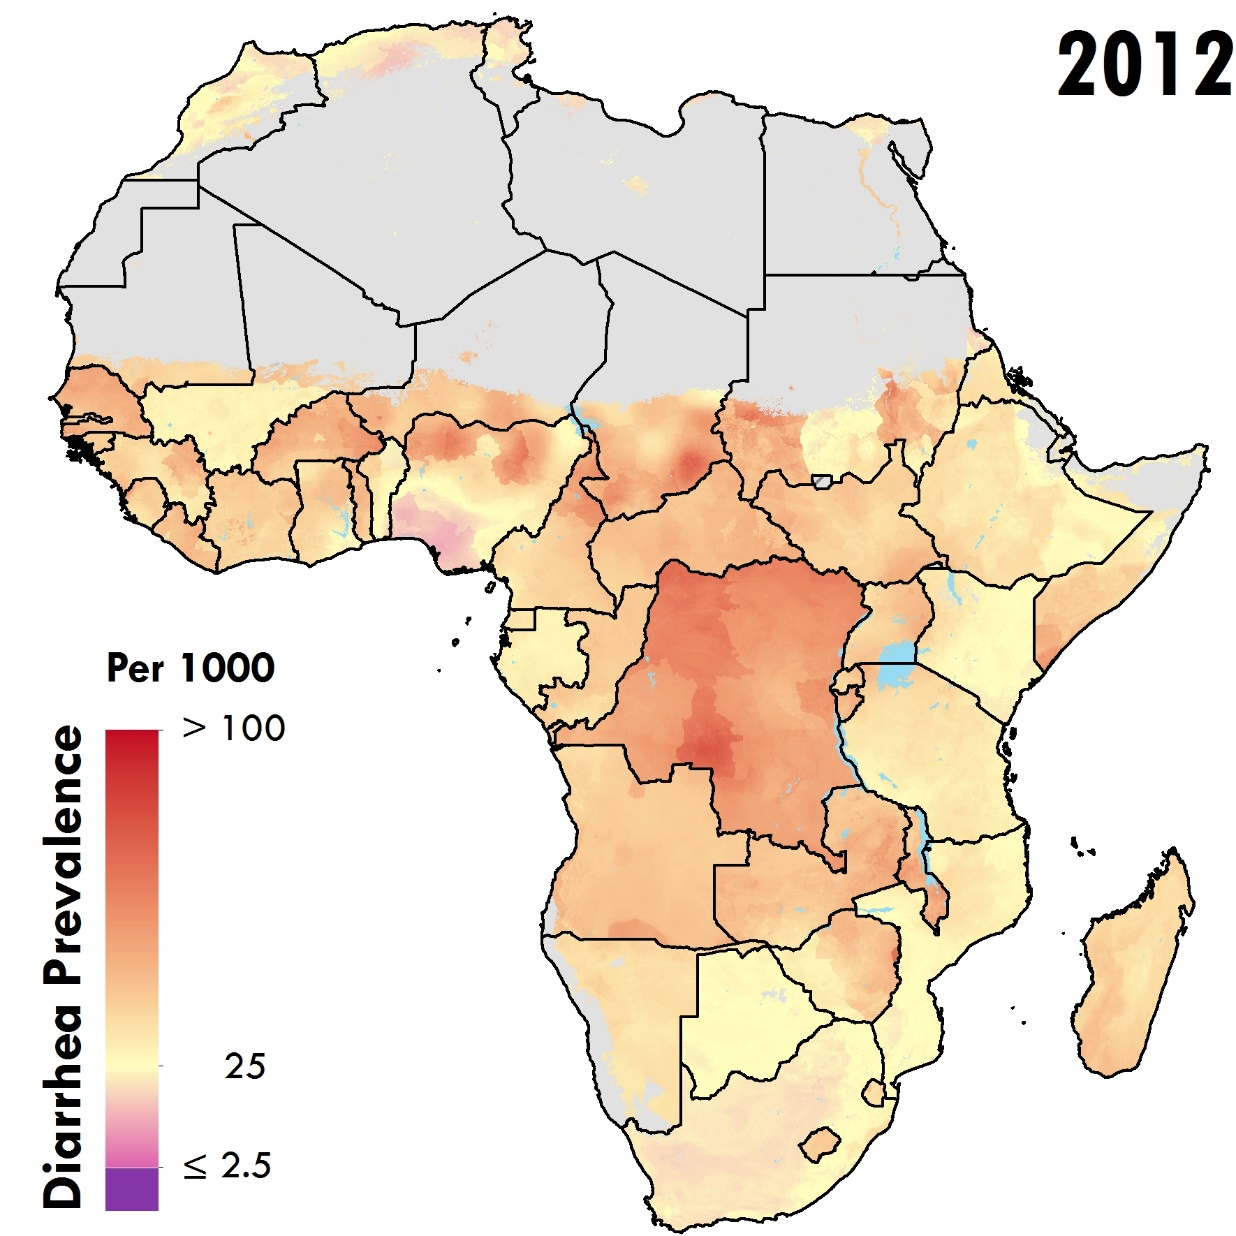 2012
Per 1000
> 100
25
≤ 2.5
Diarrhea Prevalence